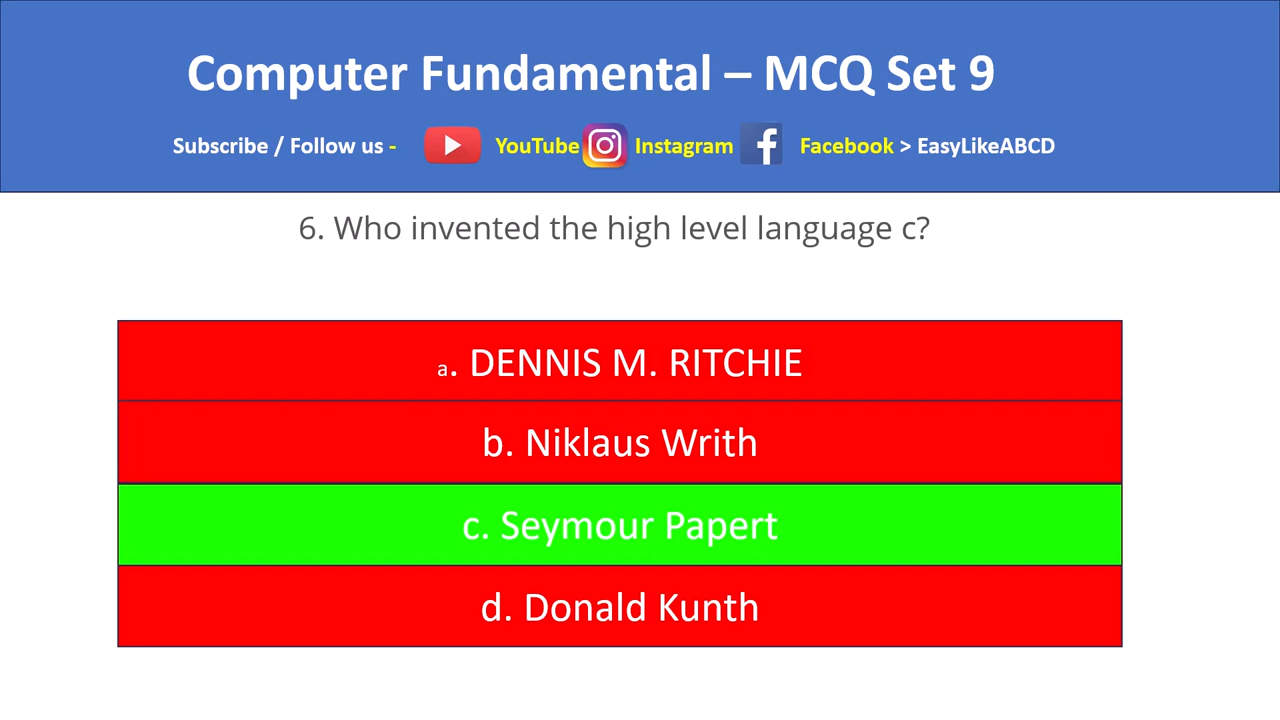 Computer Fundamental – MCQ Set 9
Subscribe / Follow us - YouTube Instagram Facebook > EasyLikeABCD
6. Who invented the high level language c?
a. DENNIS M. RITCHIE
b. Niklaus Writh
c. Seymour Papert
d. Donald Kunth